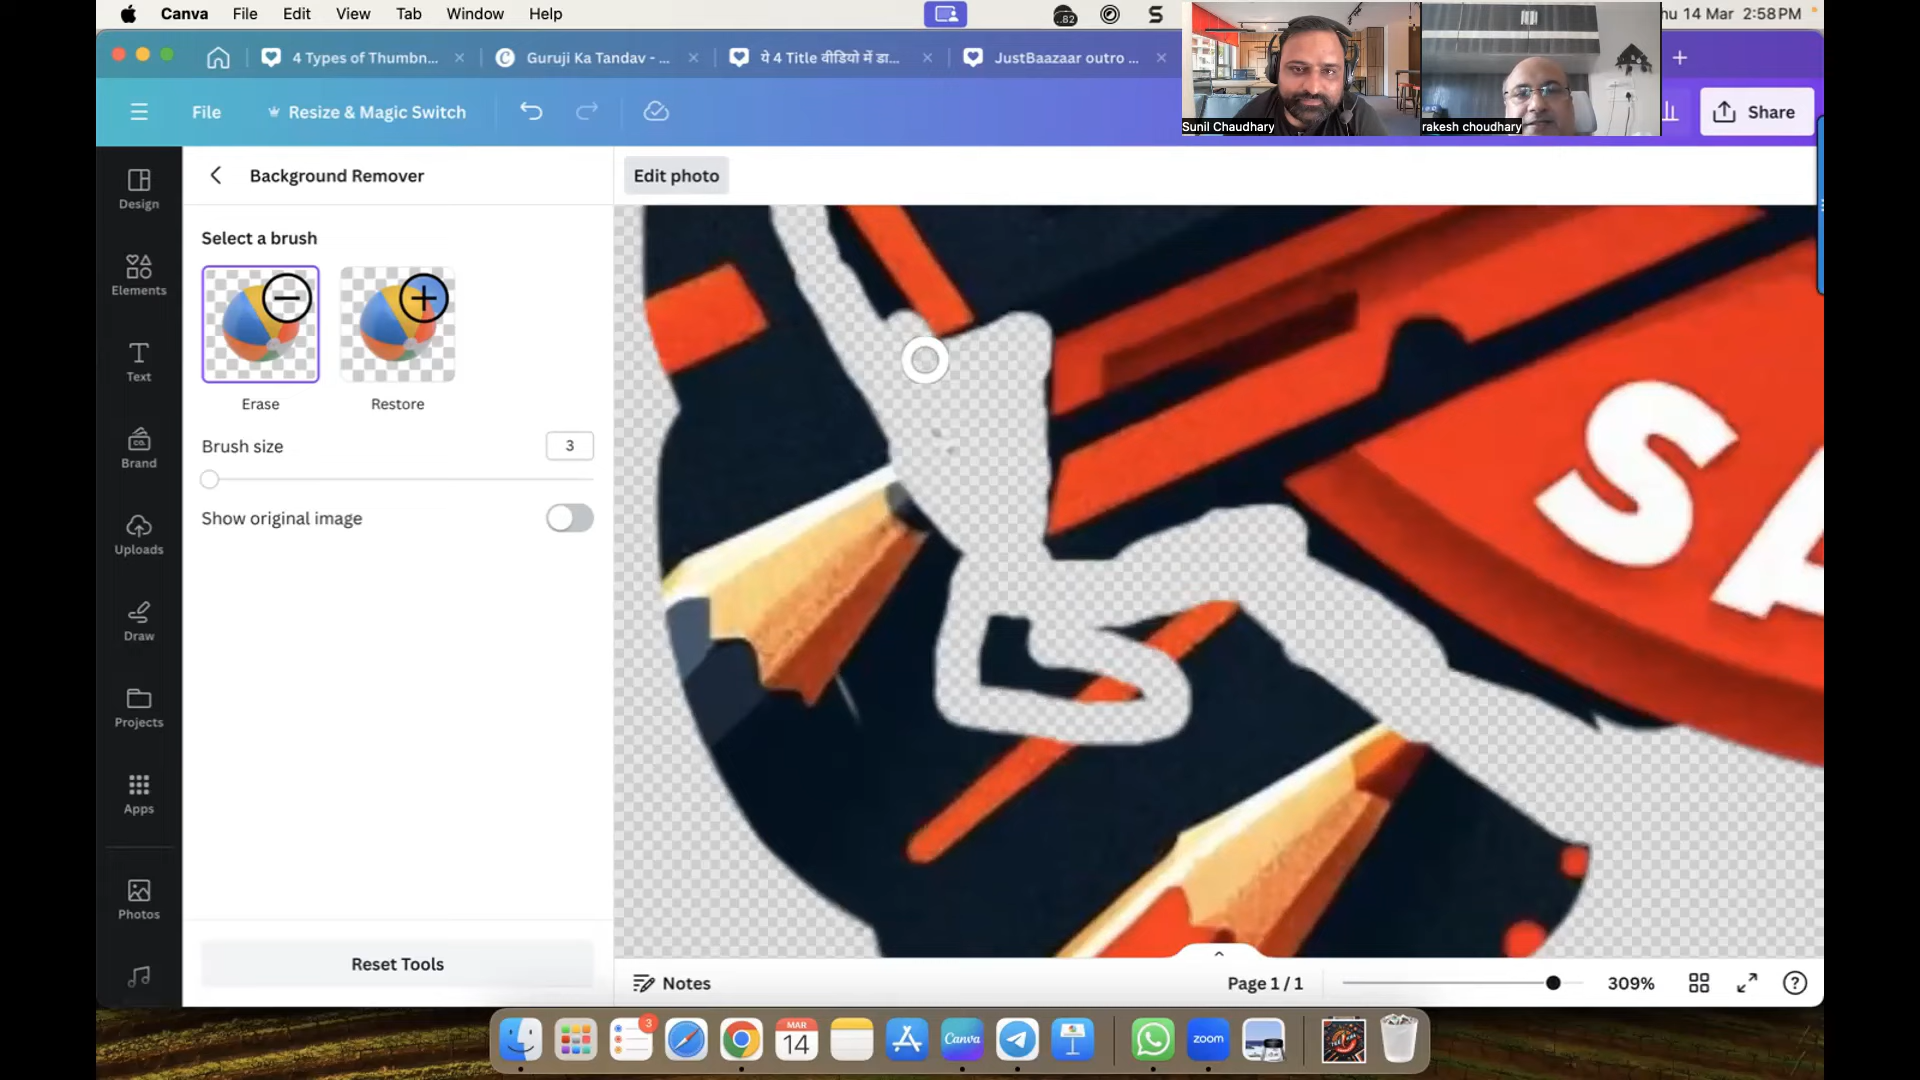 Canva File Edit View Tab Window Help
82
S
hu 14 Mar 2:58 PM
4 Types of Thumbn...
Guruji Ka Tandav - ...
ये 4 Title वीडियो में डा...
JustBaazaar outro ...
File
Resize & Magic Switch
Share
Sunil Chaudhary
rakesh choudhary
Design
Elements
Text
Brand
Uploads
Draw
Projects
Apps
Photos
Background Remover
Select a brush
Erase
Restore
Brush size
3
Show original image
Reset Tools
Edit photo
SA
Notes
Page 1 / 1
309%
3
MAR
14
Canva
zoom